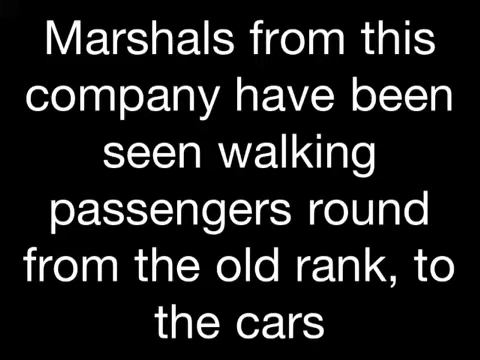 Marshals from this
company have been
seen walking
passengers round
from the old rank, to
the cars